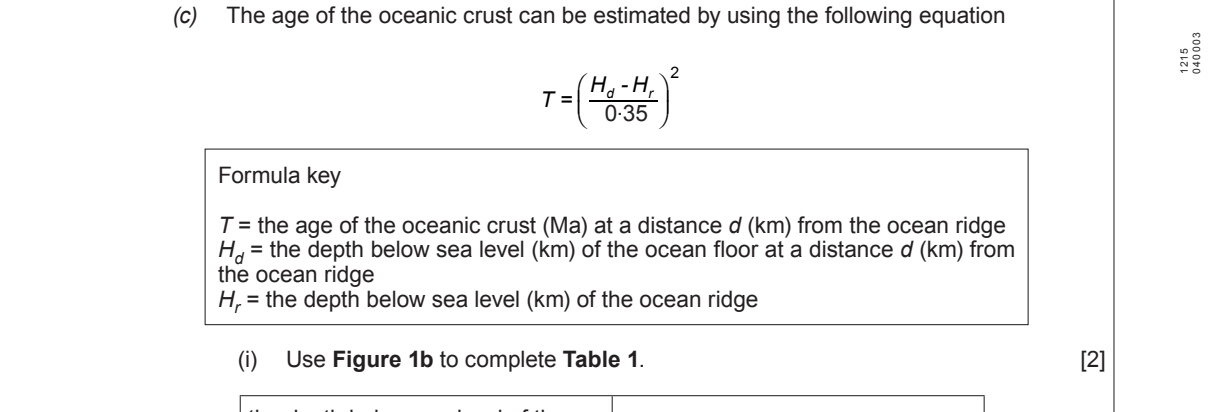 (c) The age of the oceanic crust can be estimated by using the following equation
T = ( H_d - H_r / 0·35 )^2
Formula key
T = the age of the oceanic crust (Ma) at a distance d (km) from the ocean ridge
H_d = the depth below sea level (km) of the ocean floor at a distance d (km) from
the ocean ridge
H_r = the depth below sea level (km) of the ocean ridge
(i) Use Figure 1b to complete Table 1. [2]
1215
040003